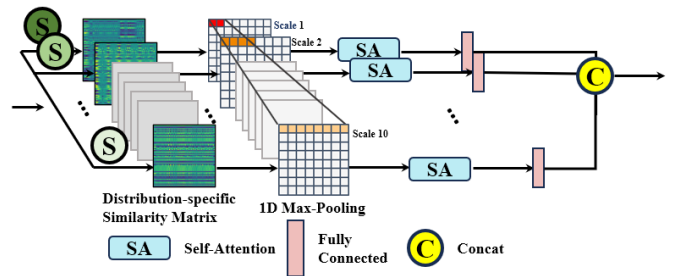 S
S
S
Scale 1
Scale 2
Scale 10
SA
SA
SA
C
Distribution-specific
Similarity Matrix
1D Max-Pooling
SA Self-Attention
Fully
Connected
C Concat